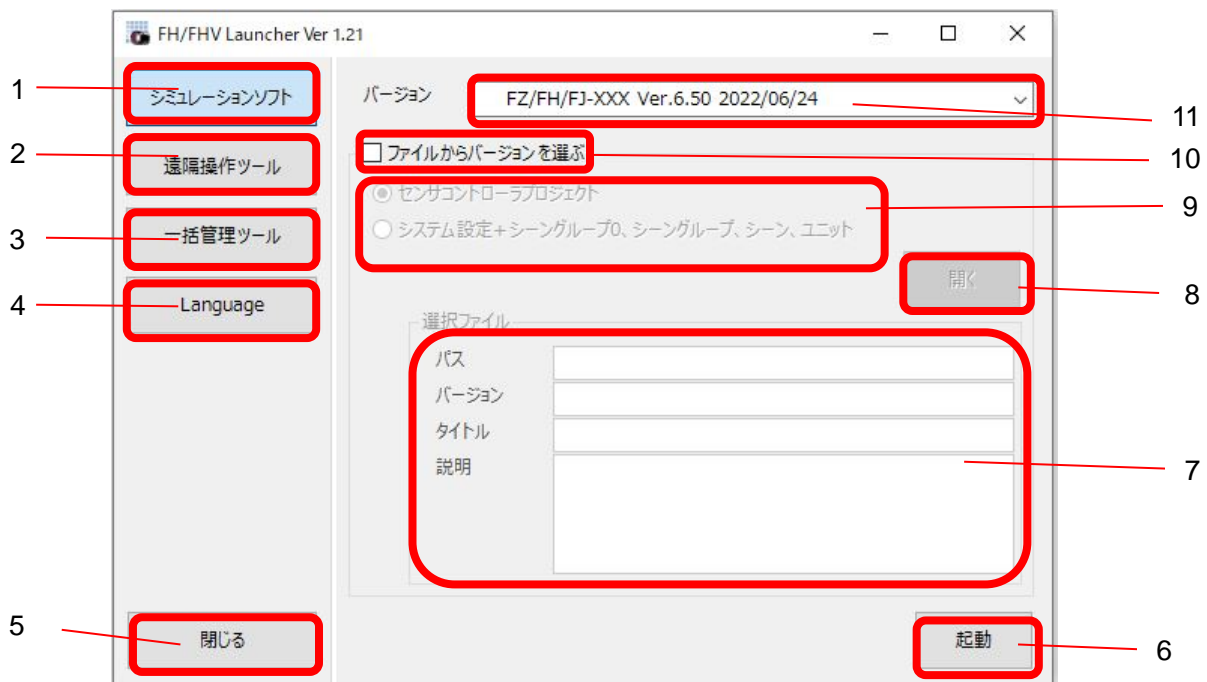 FH/FHV Launcher Ver 1.21
1
シミュレーションソフト
バージョン
FZ/FH/FJ-XXX Ver.6.50 2022/06/24
11
2
遠隔操作ツール
ファイルからバージョンを選ぶ
10
センサコントローラプロジェクト
9
3
一括管理ツール
システム設定+シーングループ0、シーングループ、シーン、ユニット
4
Language
開く
8
選択ファイル
パス
バージョン
タイトル
説明
7
5
閉じる
起動
6